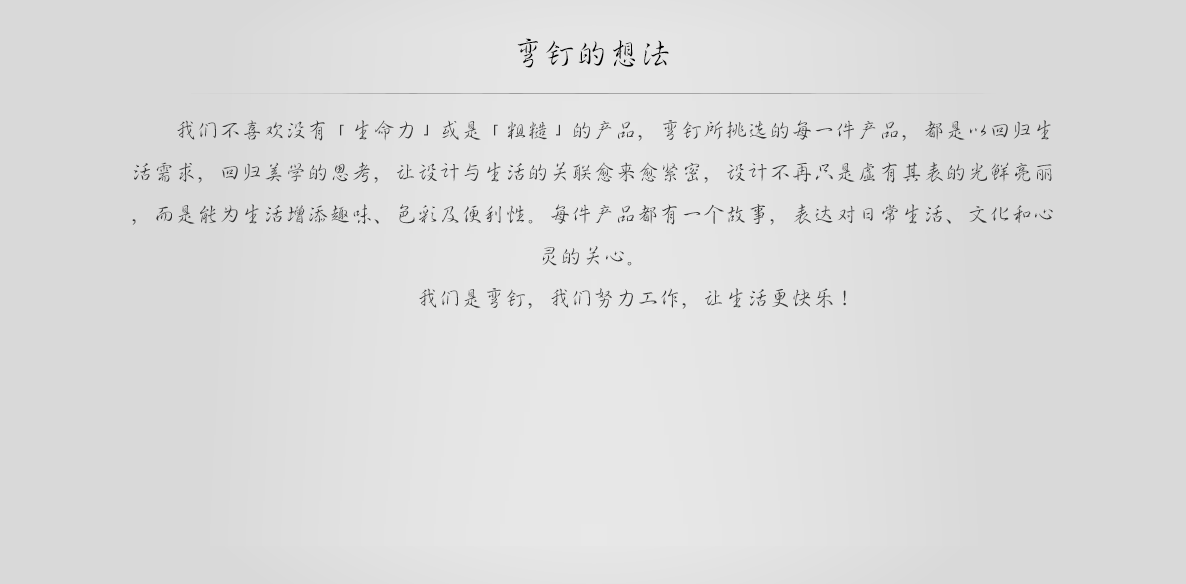 弯钉的想法
我们不喜欢没有「生命力」或是「粗糙」的产品，弯钉所挑选的每一件产品，都是以回归生
活需求，回归美学的思考，让设计与生活的关联愈来愈紧密，设计不再只是虚有其表的光鲜亮丽
，而是能为生活增添趣味、色彩及便利性。每件产品都有一个故事，表达对日常生活、文化和心
灵的关心。
我们是弯钉，我们努力工作，让生活更快乐！